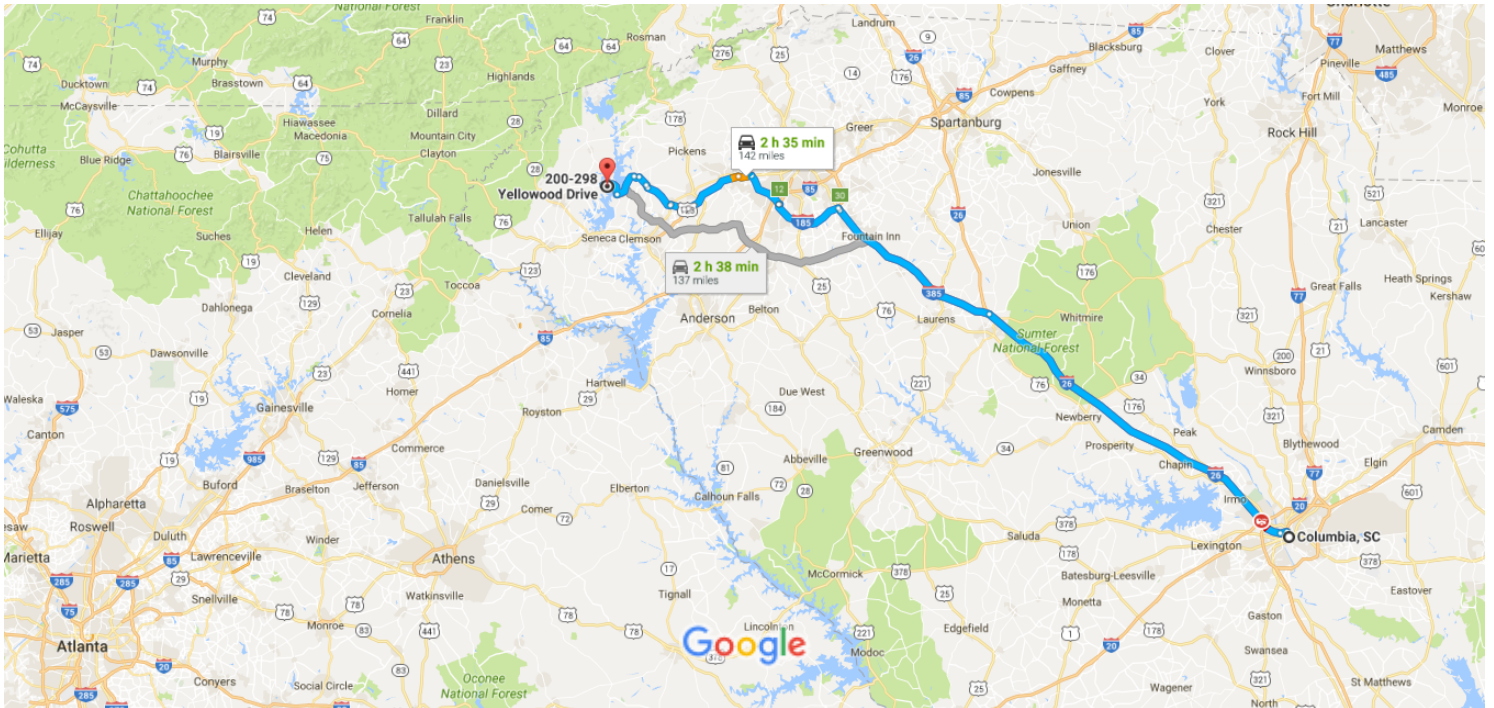 National Forest
Franklin
Rosman
Landrum
Charlotte
Blacksburg
Clover
Matthews
Pineville
Murphy
Brasstown
Ducktown
McCaysville
Highlands
Gaffney
Cowpens
York
Fort Mill
Monroe
Hiawassee
Macedonia
Dillard
Mountain City
Clayton
Greer
Spartanburg
Rock Hill
Cohutta
Wilderness
Blue Ridge
Blairsville
Pickens
2 h 35 min
142 miles
Jonesville
200-298
Yellowood Drive
Chattahoochee
National Forest
Tallulah Falls
Lancaster
Ellijay
Suches
Helen
Seneca
Clemson
Fountain Inn
Union
Chester
2 h 38 min
137 miles
Cleveland
Toccoa
Heath Springs
Great Falls
Kershaw
Dahlonega
Cornelia
Anderson
Belton
Laurens
Whitmire
Sumter
National Forest
Jasper
Dawsonville
Winnsboro
Hartwell
Due West
Homer
Waleska
Gainesville
Royston
Newberry
Camden
Canton
Commerce
Prosperity
Peak
Blythewood
Abbeville
Greenwood
Chapin
Elgin
Buford
Braselton
Jefferson
Danielsville
Elberton
Calhoun Falls
Irmo
Alpharetta
Comer
Roswell
Duluth
Winder
Saluda
Lexington
Columbia, SC
Marietta
Lawrenceville
Athens
McCormick
Batesburg-Leesville
Eastover
Snellville
Watkinsville
Tignall
Monetta
Gaston
Monroe
Lincolnton
Edgefield
Atlanta
Google
Modoc
Swansea
Conyers
Social Circle
Oconee
National Forest
Wagener
St Matthews
North